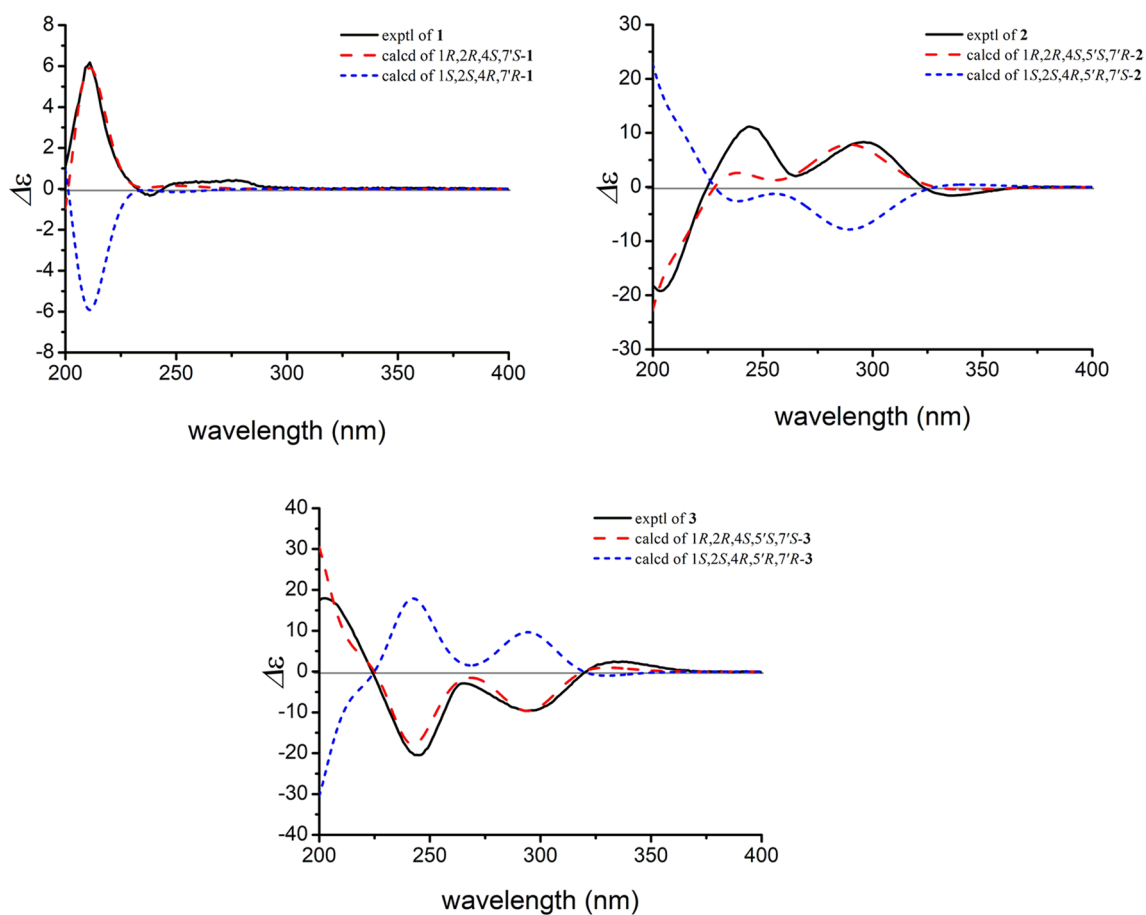 exptl of 1
calcd of 1R,2R,4S,7'S-1
calcd of 1S,2S,4R,7'R-1
8
6
4
2
0
-2
-4
-6
-8
Δε
200 250 300 350 400
wavelength (nm)
exptl of 2
calcd of 1R,2R,4S,5'S,7'R-2
calcd of 1S,2S,4R,5'R,7'S-2
30
20
10
0
-10
-20
-30
Δε
200 250 300 350 400
wavelength (nm)
exptl of 3
calcd of 1R,2R,4S,5'S,7'S-3
calcd of 1S,2S,4R,5'R,7'R-3
40
30
20
10
0
-10
-20
-30
-40
Δε
200 250 300 350 400
wavelength (nm)